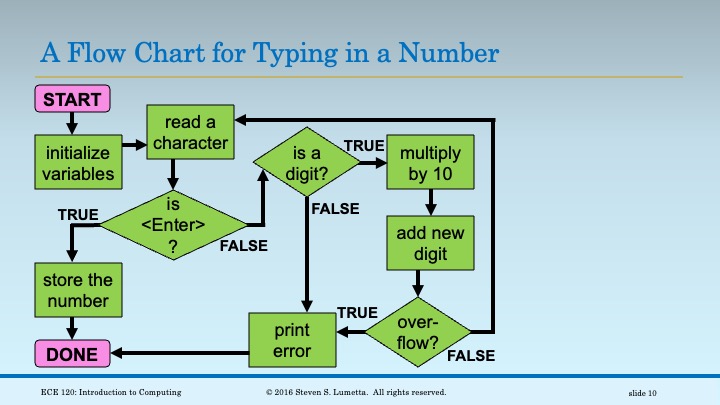 A Flow Chart for Typing in a Number
START
initialize
variables
read a
character
is
<Enter>
?
TRUE
FALSE
store the
number
DONE
is a
digit?
TRUE
FALSE
multiply
by 10
add new
digit
over-
flow?
TRUE
FALSE
print
error
ECE 120: Introduction to Computing
© 2016 Steven S. Lumetta. All rights reserved.
slide 10